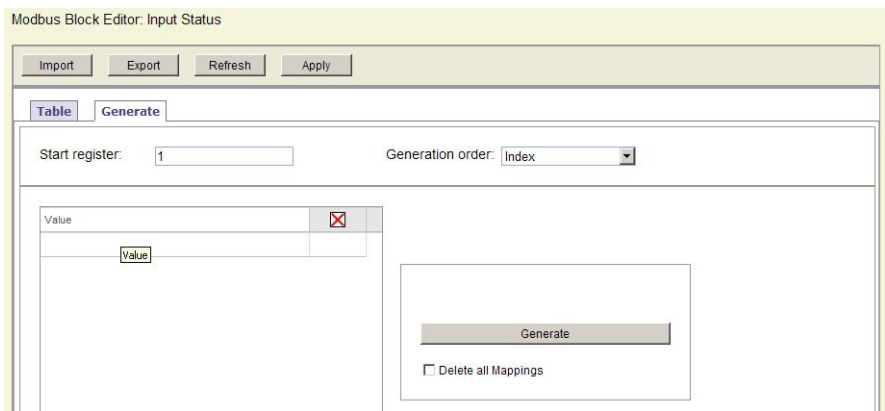 Modbus Block Editor: Input Status
Import Export Refresh Apply
Table Generate
Start register: 1 Generation order: Index
Value
Value
Generate
Delete all Mappings